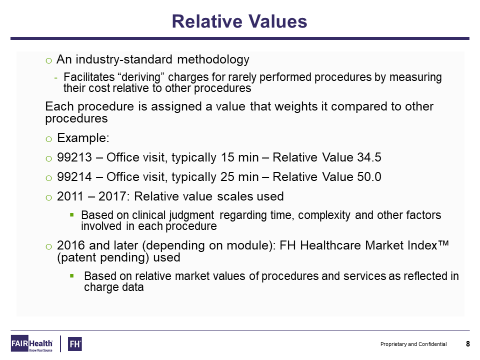 Relative Values
o An industry-standard methodology
- Facilitates “deriving” charges for rarely performed procedures by measuring
their cost relative to other procedures
Each procedure is assigned a value that weights it compared to other
procedures
o Example:
o 99213 – Office visit, typically 15 min – Relative Value 34.5
o 99214 – Office visit, typically 25 min – Relative Value 50.0
o 2011 – 2017: Relative value scales used
▪ Based on clinical judgment regarding time, complexity and other factors
involved in each procedure
o 2016 and later (depending on module): FH Healthcare Market Index™
(patent pending) used
▪ Based on relative market values of procedures and services as reflected in
charge data
FAIR Health
Know Your Source
FH
Proprietary and Confidential
8